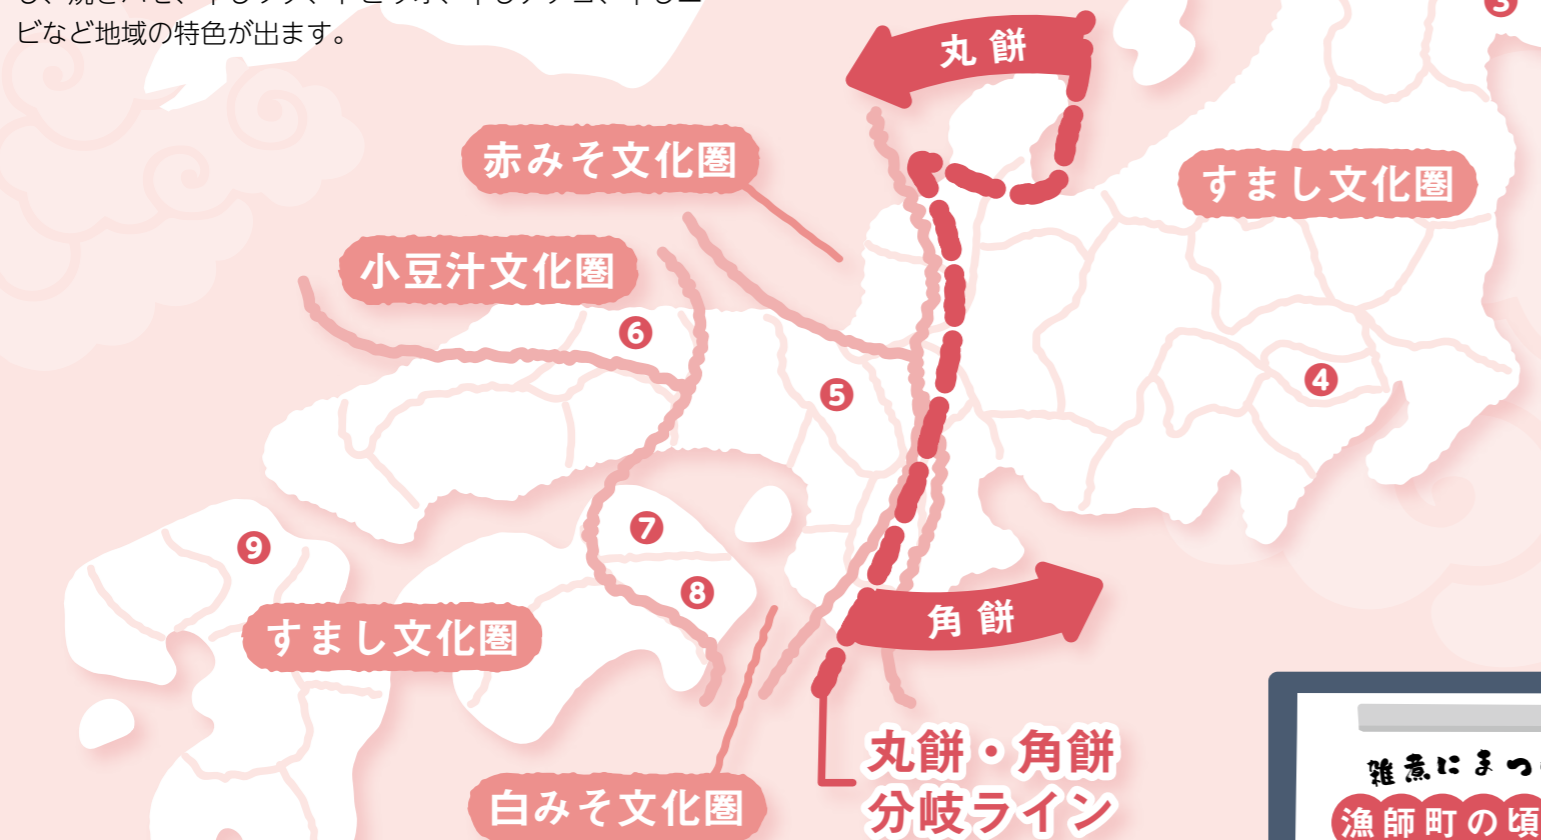 ビなど地域の特色が出ます。
丸餅
③
赤みそ文化圏
すまし文化圏
小豆汁文化圏
⑥
④
⑤
⑦
⑨
⑧
角餅
すまし文化圏
丸餅・角餅
分岐ライン
白みそ文化圏
雑煮にまつ
漁師町の頃